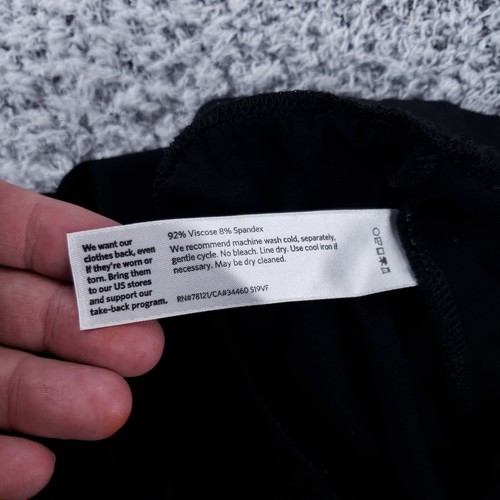 We want our
clothes back, even
if they're worn or
torn. Bring them
to our US stores
and support our
take-back program.
92% Viscose 8% Spandex
We recommend machine wash cold, separately,
gentle cycle. No bleach. Line dry. Use cool iron if
necessary. May be dry cleaned.
RN#78121/CA#34460 S19VF